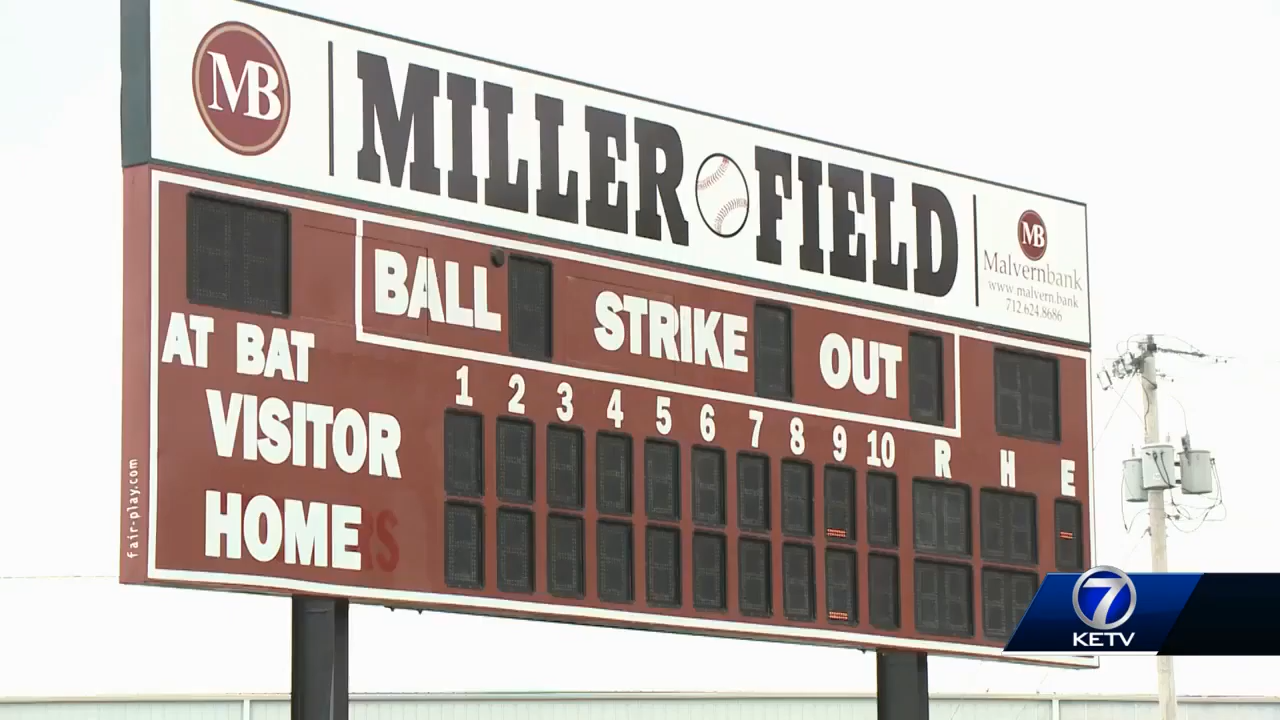 MB
MILLER FIELD
MB
Malvernbank
www.malvern.bank
712.624.8686
BALL STRIKE OUT
AT BAT
1 2 3 4 5 6 7 8 9 10 R H E
VISITOR
HOME
fair-play.com
7
KETV